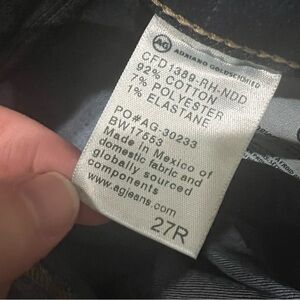 AG ADRIANO GOLDSCHMIED
CFD1389-RH-NDD
92% COTTON
7% POLYESTER
1% ELASTANE
PO#AG-30233
BW17553
Made in Mexico of
domestic fabric and
globally sourced
components
www.agjeans.com
27R